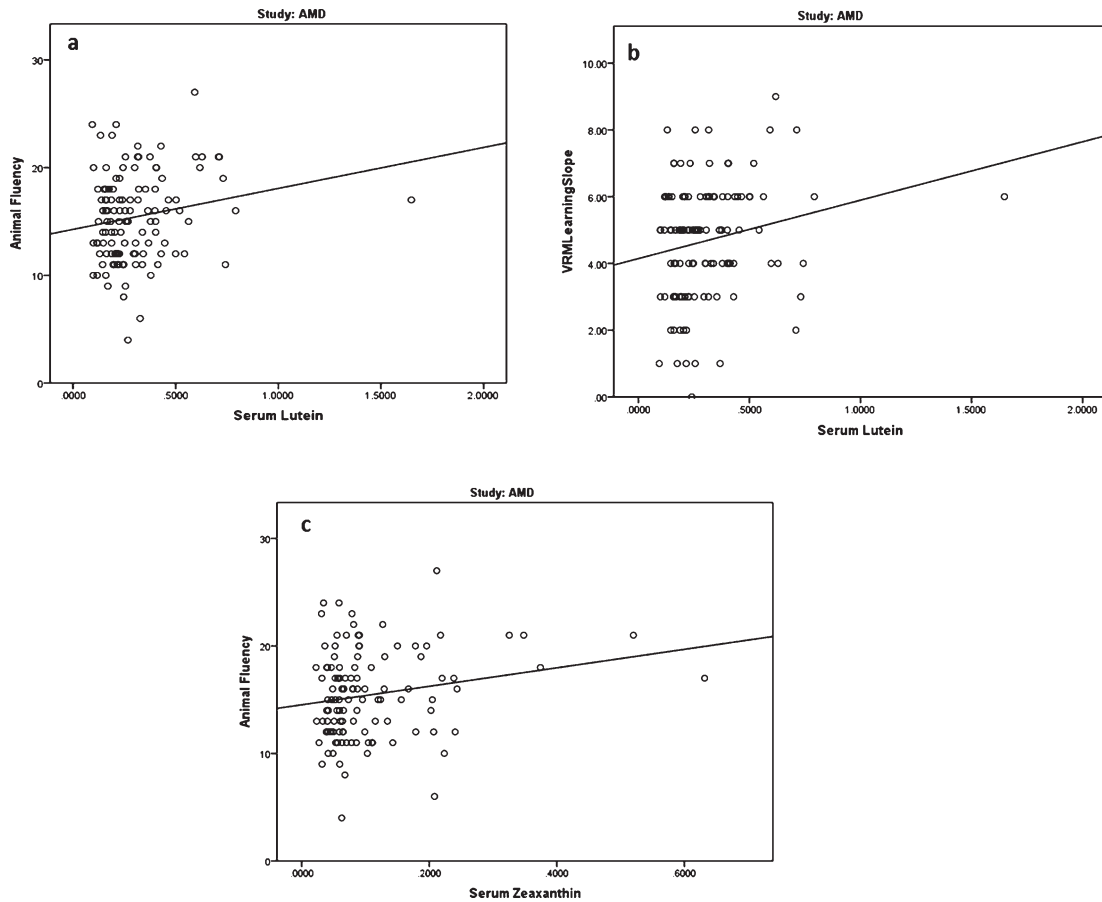 Study: AMD
a
30
20
10
0
Animal Fluency
.0000 .5000 1.0000 1.5000 2.0000
Serum Lutein
Study: AMD
b
10.00
8.00
6.00
4.00
2.00
.00
VRMLearningSlope
.0000 .5000 1.0000 1.5000 2.0000
Serum Lutein
Study: AMD
c
30
20
10
0
Animal Fluency
.0000 .2000 .4000 .6000
Serum Zeaxanthin